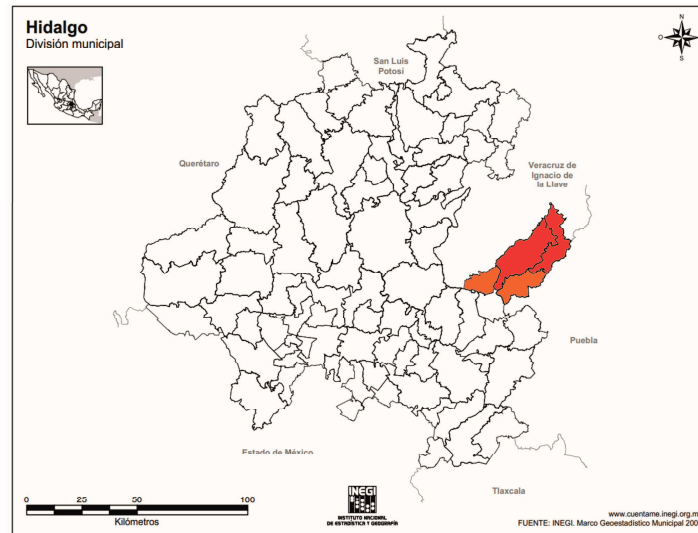 Hidalgo
División municipal
N
O
E
S
San Luis
Potosí
Querétaro
Veracruz de
Ignacio de
la Llave
Puebla
Estado de México
Tlaxcala
0 25 50 100
Kilómetros
INEGI
INSTITUTO NACIONAL
DE ESTADÍSTICA Y GEOGRAFÍA
www.cuentame.inegi.org.m
FUENTE: INEGI. Marco Geoestadístico Municipal 200